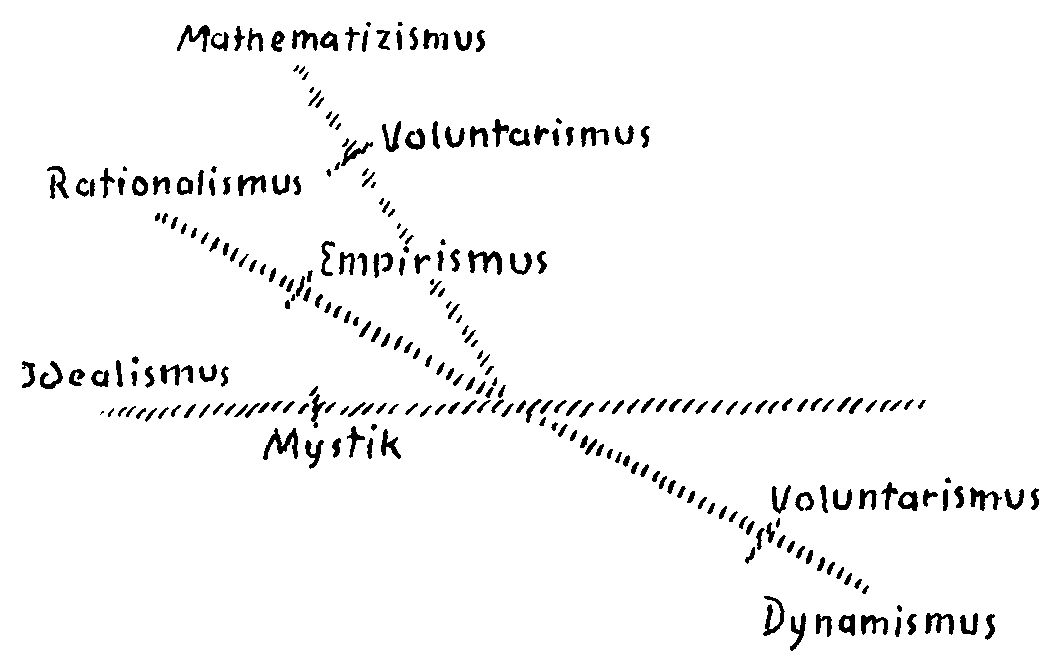 Mathematizismus
Voluntarismus
Rationalismus
Empirismus
Idealismus
Mystik
Voluntarismus
Dynamismus